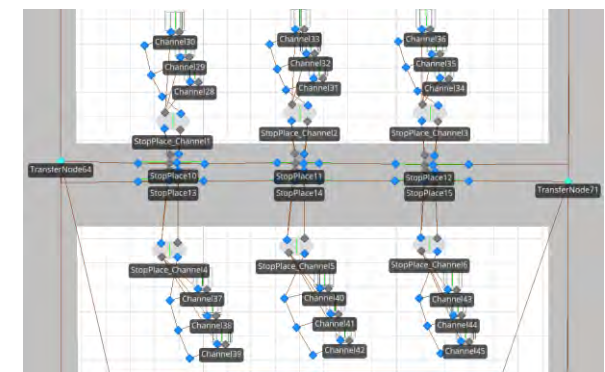 Channel30
Channel33
Channel36
Channel29
Channel32
Channel35
Channel28
Channel31
Channel34
StopPlace_Channel1
StopPlace_Channel2
StopPlace_Channel3
TransferNode64
StopPlace10
StopPlace11
StopPlace12
StopPlace13
StopPlace14
StopPlace15
TransferNode71
StopPlace_Channel4
StopPlace_Channel5
StopPlace_Channel6
Channel37
Channel40
Channel43
Channel38
Channel41
Channel44
Channel39
Channel42
Channel45